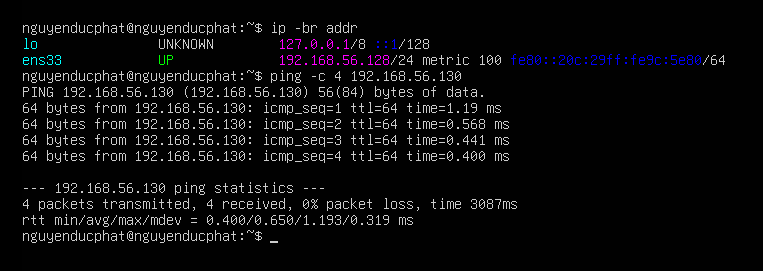 nguyenducphat@nguyenducphat:~$ ip -br addr
lo UNKNOWN 127.0.0.1/8 ::1/128
ens33 UP 192.168.56.128/24 metric 100 fe80::20c:29ff:fe9c:5e80/64
nguyenducphat@nguyenducphat:~$ ping -c 4 192.168.56.130
PING 192.168.56.130 (192.168.56.130) 56(84) bytes of data.
64 bytes from 192.168.56.130: icmp_seq=1 ttl=64 time=1.19 ms
64 bytes from 192.168.56.130: icmp_seq=2 ttl=64 time=0.568 ms
64 bytes from 192.168.56.130: icmp_seq=3 ttl=64 time=0.441 ms
64 bytes from 192.168.56.130: icmp_seq=4 ttl=64 time=0.400 ms
--- 192.168.56.130 ping statistics ---
4 packets transmitted, 4 received, 0% packet loss, time 3087ms
rtt min/avg/max/mdev = 0.400/0.650/1.193/0.319 ms
nguyenducphat@nguyenducphat:~$ _